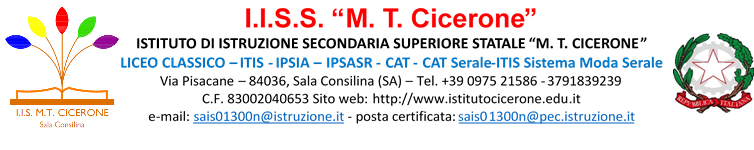 I.I.S.S. “M. T. Cicerone”
ISTITUTO DI ISTRUZIONE SECONDARIA SUPERIORE STATALE “M. T. CICERONE”
LICEO CLASSICO – ITIS - IPSIA – IPSASR - CAT - CAT Serale-ITIS Sistema Moda Serale
Via Pisacane – 84036, Sala Consilina (SA) – Tel. +39 0975 21586 - 3791839239
C.F. 83002040653 Sito web: http://www.istitutocicerone.edu.it
e-mail: sais01300n@istruzione.it - posta certificata: sais01300n@pec.istruzione.it
I.I.S. M.T. CICERONE
Sala Consilina
REPVBBLICA ITALIANA